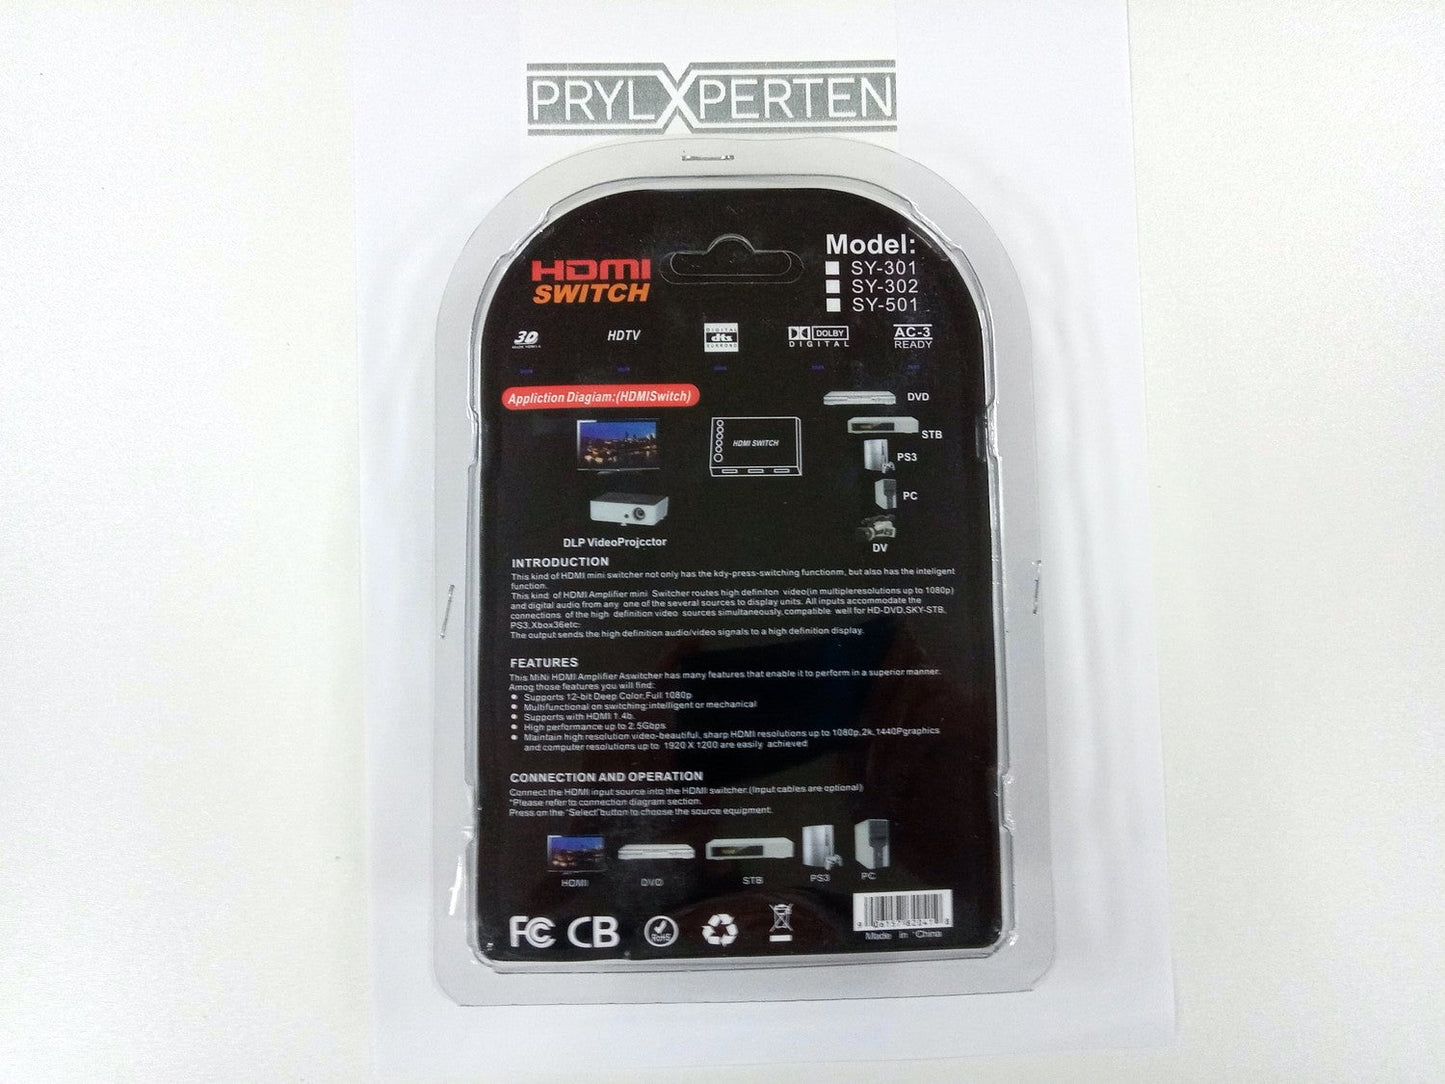 PRYLXPERTEN
HDMI
SWITCH
Model:
SY-301
SY-302
SY-501
3D
HDTV
DIGITAL
dts
SURROUND
DOLBY
DIGITAL
AC-3
READY
Appliction Diagiam:(HDMISwitch)
DVD
STB
PS3
PC
DV
HDMI SWITCH
DLP VideoProjcctor
INTRODUCTION
This kind of HDMI mini switcher not only has the kdy-press-switching functionm, but also has the inteligent
function.
This kind of HDMI Amplifier mini Switcher routes high definiton video(in multipleresolutions up to 1080p)
and digital audio from any one of the several sources to display units. All inputs accommodate the
connections of the high definition video sources simultaneously,compatible well for HD-DVD,SKY-STB,
PS3,Xbox36etc:
The output sends the high definition audio/video signals to a high definition display.
FEATURES
This MiNi HDMI Amplifier Aswitcher has many features that enable it to perform in a superior manner.
Amog those features you will find:
Supports 12-bit Deep Color,Full 1080p
Multifunctional on switching:intelligent or mechanical
Supports with HDMI 1.4b.
High performance up to 2.5Gbps
Maintain high resolution video-beautiful, sharp HDMI resolutions up to 1080p,2k,1440Pgraphics
and computer resolutions up to 1920 X 1200 are easily achieved
CONNECTION AND OPERATION
Connect the HDMI input source into the HDMI switcher.(Input cables are optional)
*Please refer to connection diagram section.
Press on the "Select"button to choose the source equipment.
HDMI
DVD
STB
PS3
PC
FC CB
RoHS
Made in China